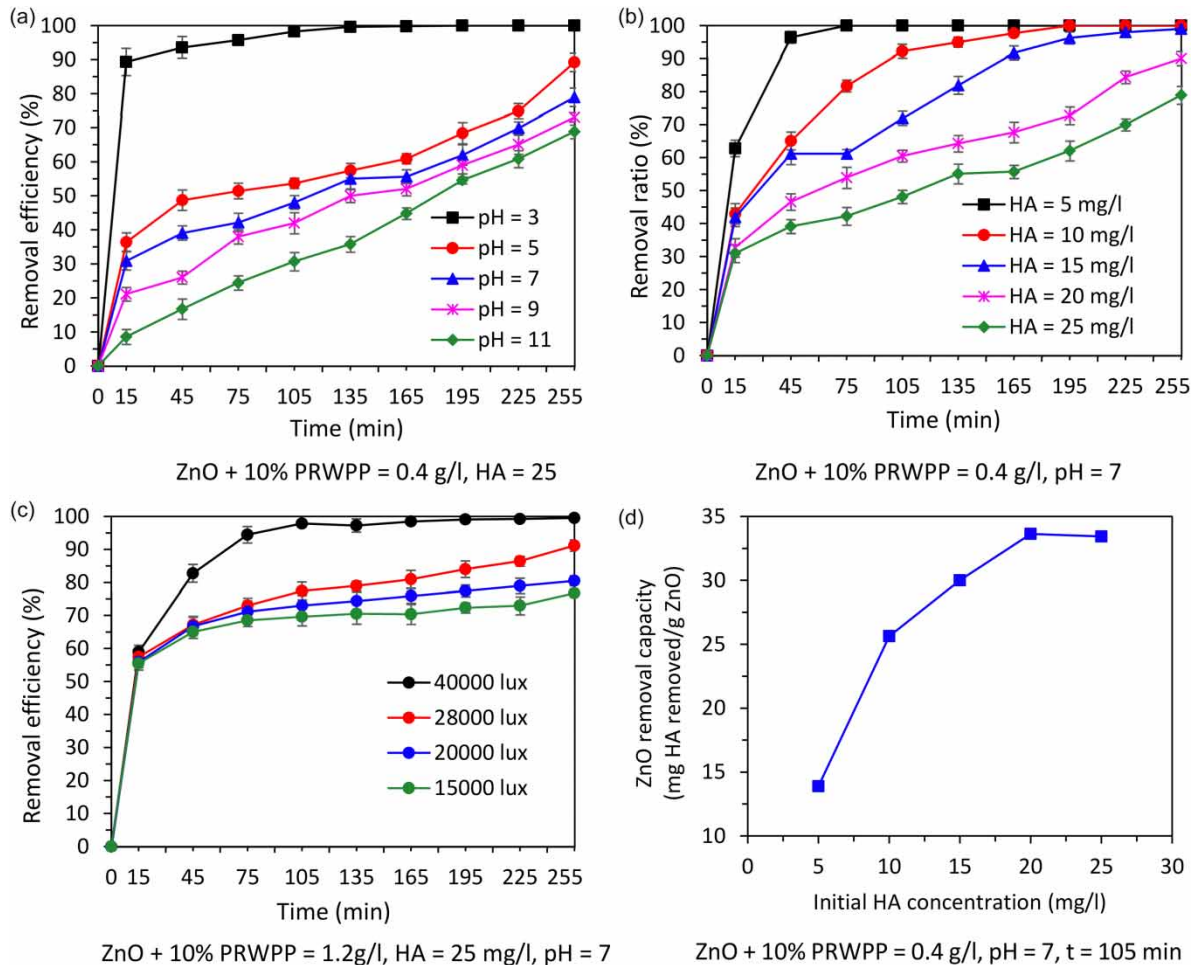 (a)
100
90
80
70
60
50
40
30
20
10
0
Removal efficiency (%)
pH = 3
pH = 5
pH = 7
pH = 9
pH = 11
0 15 45 75 105 135 165 195 225 255
Time (min)
ZnO + 10% PRWPP = 0.4 g/l, HA = 25
(b)
100
90
80
70
60
50
40
30
20
10
0
Removal ratio (%)
HA = 5 mg/l
HA = 10 mg/l
HA = 15 mg/l
HA = 20 mg/l
HA = 25 mg/l
0 15 45 75 105 135 165 195 225 255
Time (min)
ZnO + 10% PRWPP = 0.4 g/l, pH = 7
(c)
100
90
80
70
60
50
40
30
20
10
0
Removal efficiency (%)
40000 lux
28000 lux
20000 lux
15000 lux
0 15 45 75 105 135 165 195 225 255
Time (min)
ZnO + 10% PRWPP = 1.2g/l, HA = 25 mg/l, pH = 7
(d)
35
33
30
28
25
23
20
18
15
13
10
ZnO removal capacity
(mg HA removed/g ZnO)
0 5 10 15 20 25 30
Initial HA concentration (mg/l)
ZnO + 10% PRWPP = 0.4 g/l, pH = 7, t = 105 min